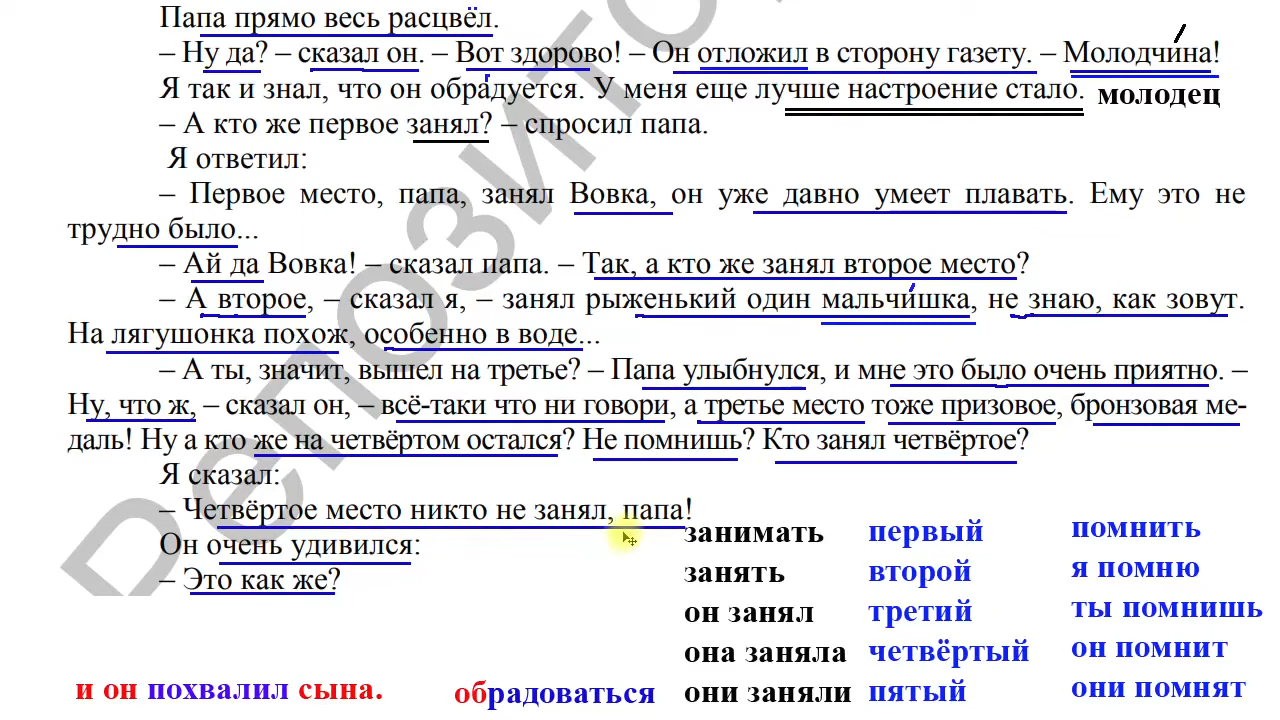 Папа прямо весь расцвёл.
– Ну да? – сказал он. – Вот здорово! – Он отложил в сторону газету. – Молодчина!
Я так и знал, что он обрадуется. У меня еще лучше настроение стало. молодец
– А кто же первое занял? – спросил папа.
Я ответил:
– Первое место, папа, занял Вовка, он уже давно умеет плавать. Ему это не
трудно было...
– Ай да Вовка! – сказал папа. – Так, а кто же занял второе место?
– А второе, – сказал я, – занял рыженький один мальчишка, не знаю, как зовут.
На лягушонка похож, особенно в воде...
– А ты, значит, вышел на третье? – Папа улыбнулся, и мне это было очень приятно. –
Ну, что ж, – сказал он, – всё-таки что ни говори, а третье место тоже призовое, бронзовая ме-
даль! Ну а кто же на четвёртом остался? Не помнишь? Кто занял четвёртое?
Я сказал:
– Четвёртое место никто не занял, папа!
Он очень удивился:
– Это как же?
занимать первый помнить
занять второй я помню
он занял третий ты помнишь
она заняла четвёртый он помнит
они заняли пятый они помнят
и он похвалил сына. обрадоваться
Репозито